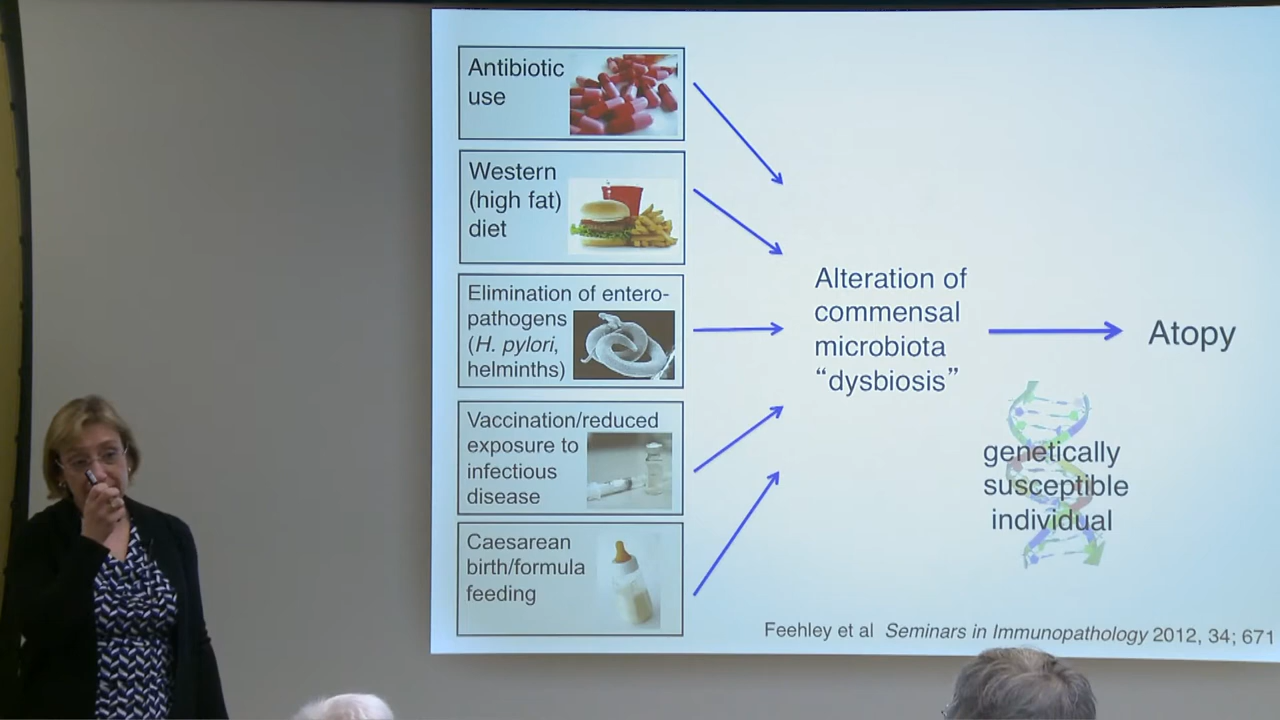 Antibiotic
use
Western
(high fat)
diet
Elimination of entero-
pathogens
(H. pylori,
helminths)
Vaccination/reduced
exposure to
infectious
disease
Caesarean
birth/formula
feeding
Alteration of
commensal
microbiota
“dysbiosis”
Atopy
genetically
susceptible
individual
Feehley et al Seminars in Immunopathology 2012, 34; 671